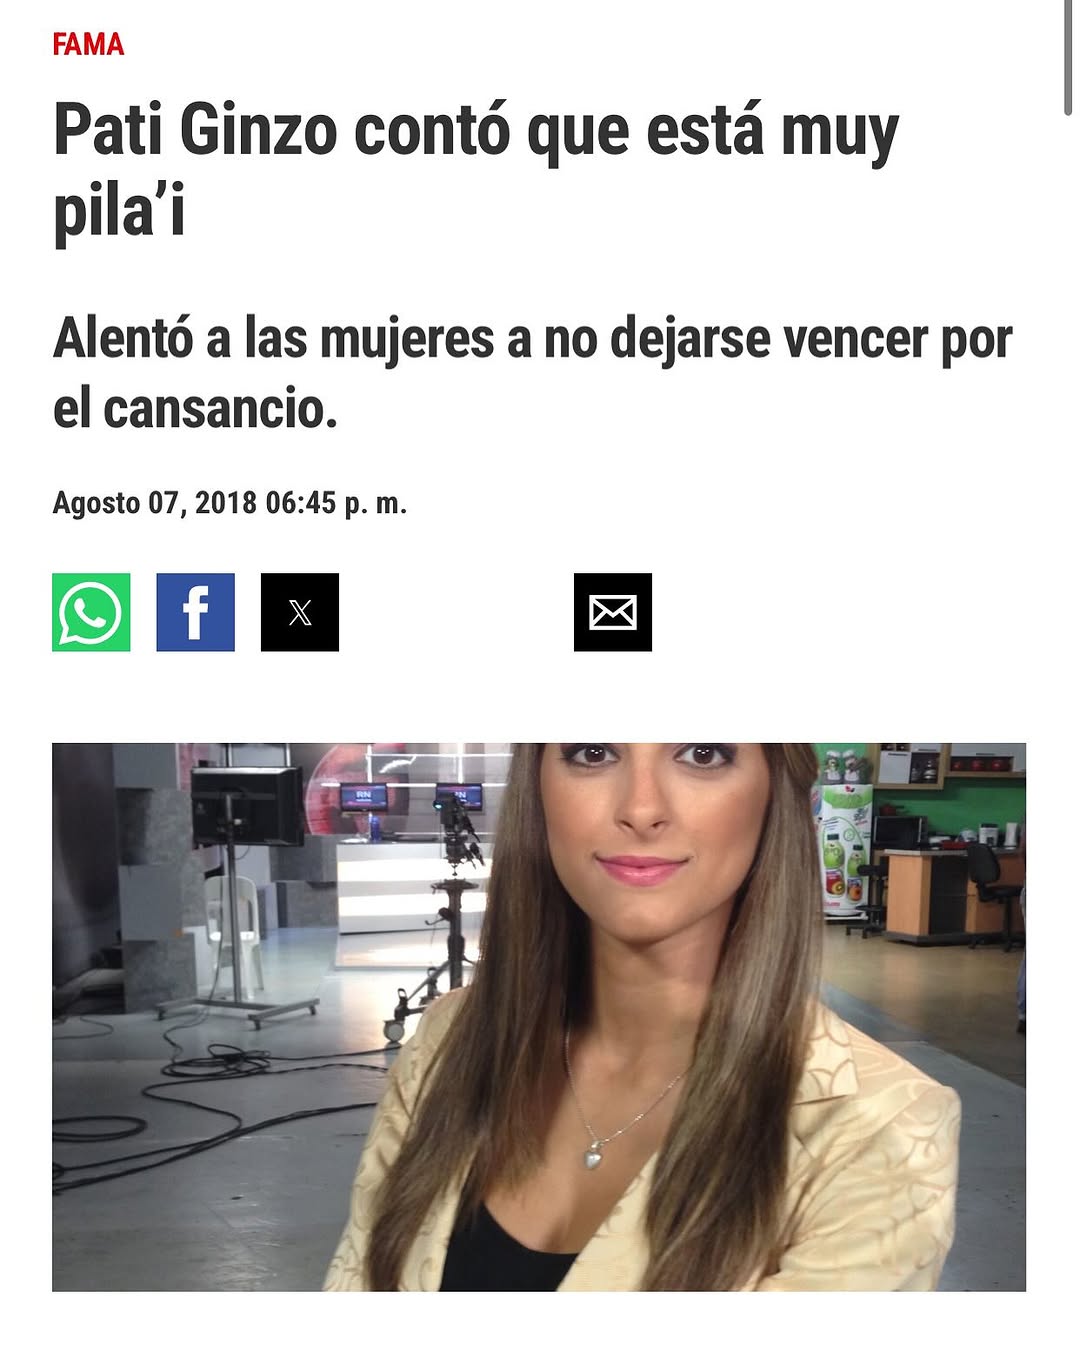 FAMA
Pati Ginzo contó que está muy
pila’i
Alentó a las mujeres a no dejarse vencer por
el cansancio.
Agosto 07, 2018 06:45 p. m.
RN